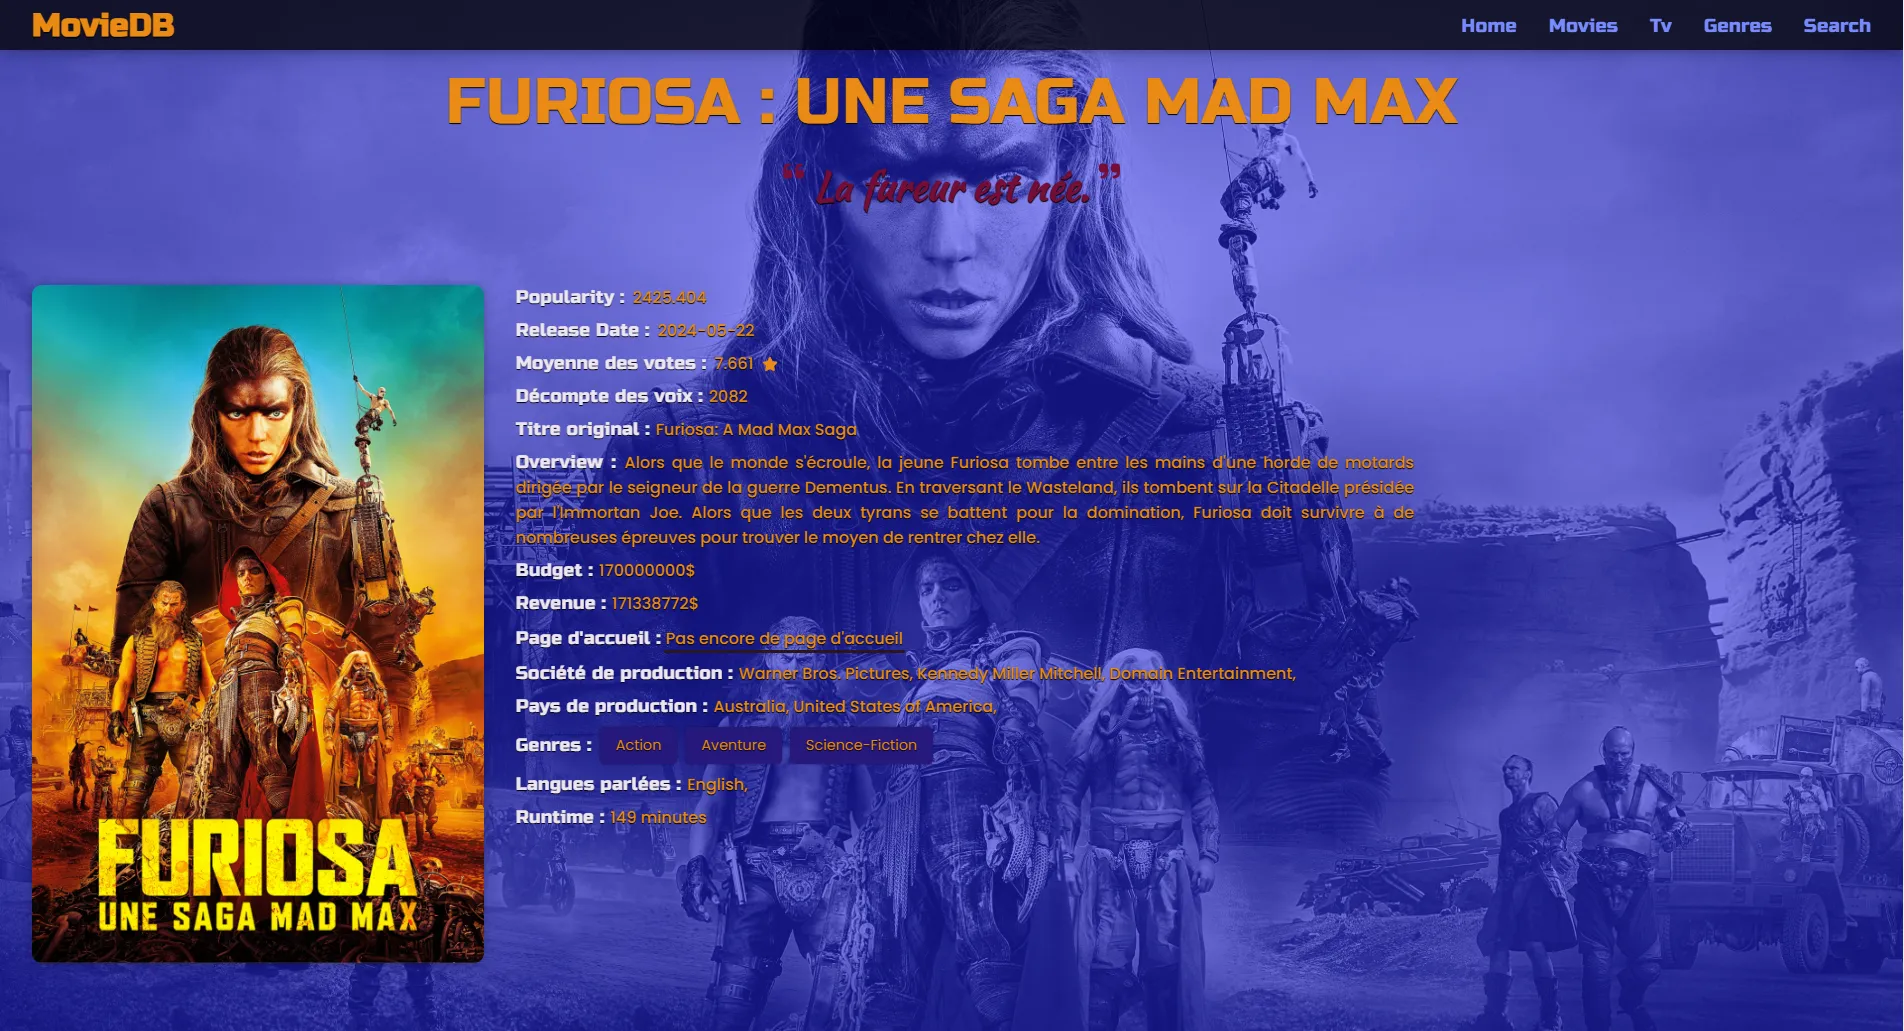 MovieDB
Home Movies Tv Genres Search
FURIOSA : UNE SAGA MAD MAX
“ La fureur est née. ”
Popularity : 2425.404
Release Date : 2024-05-22
Moyenne des votes : 7.661
Décompte des voix : 2082
Titre original : Furiosa: A Mad Max Saga
Overview : Alors que le monde s'écroule, la jeune Furiosa tombe entre les mains d'une horde de motards
dirigée par le seigneur de la guerre Dementus. En traversant le Wasteland, ils tombent sur la Citadelle présidée
par l'Immortan Joe. Alors que les deux tyrans se battent pour la domination, Furiosa doit survivre à de
nombreuses épreuves pour trouver le moyen de rentrer chez elle.
Budget : 170000000$
Revenue : 171338772$
Page d'accueil : Pas encore de page d'accueil
Société de production : Warner Bros. Pictures, Kennedy Miller Mitchell, Domain Entertainment,
Pays de production : Australia, United States of America,
Genres : Action Aventure Science-Fiction
Langues parlées : English,
Runtime : 149 minutes
FURIOSA
UNE SAGA MAD MAX